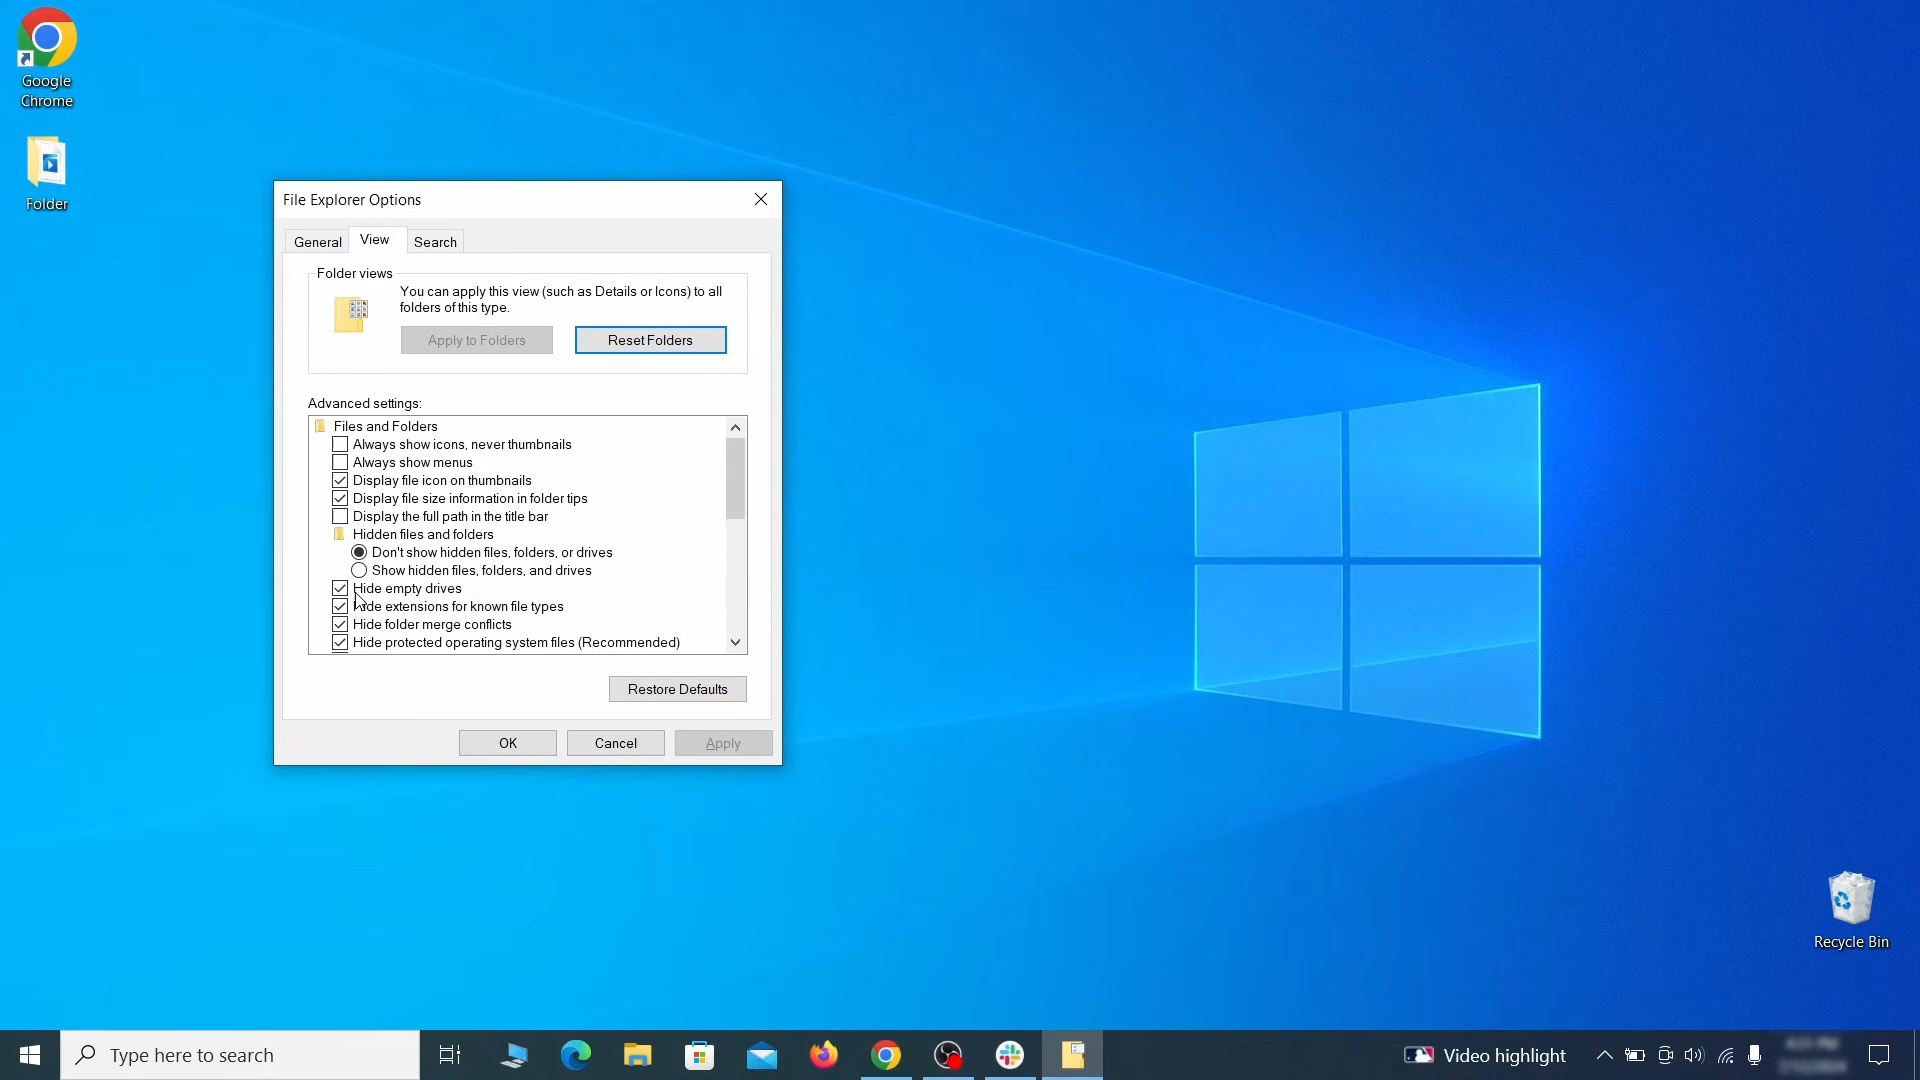 Google
Chrome
Folder
File Explorer Options
General View Search
Folder views
You can apply this view (such as Details or Icons) to all
folders of this type.
Apply to Folders
Reset Folders
Advanced settings:
Files and Folders
Always show icons, never thumbnails
Always show menus
Display file icon on thumbnails
Display file size information in folder tips
Display the full path in the title bar
Hidden files and folders
Don't show hidden files, folders, or drives
Show hidden files, folders, and drives
Hide empty drives
Hide extensions for known file types
Hide folder merge conflicts
Hide protected operating system files (Recommended)
Restore Defaults
OK
Cancel
Apply
Recycle Bin
Type here to search
Video highlight